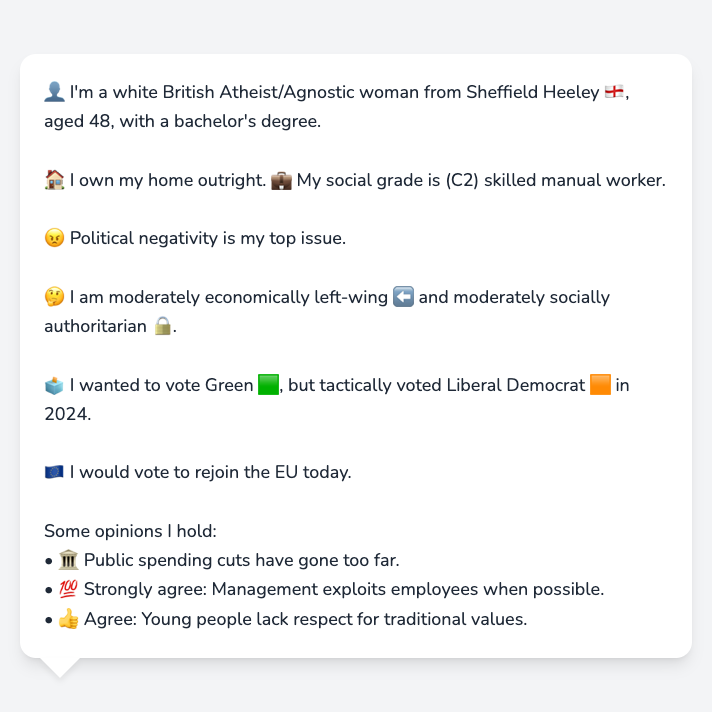 👤 I'm a white British Atheist/Agnostic woman from Sheffield Heeley 🏴󠁧󠁢󠁥󠁮󠁧󠁿,
aged 48, with a bachelor's degree.
🏠 I own my home outright. 💼 My social grade is (C2) skilled manual worker.
😠 Political negativity is my top issue.
🤔 I am moderately economically left-wing ⬅️ and moderately socially
authoritarian 🔒.
🗳️ I wanted to vote Green 🟩, but tactically voted Liberal Democrat 🟧 in
2024.
🇪🇺 I would vote to rejoin the EU today.
Some opinions I hold:
• 🏛️ Public spending cuts have gone too far.
• 💯 Strongly agree: Management exploits employees when possible.
• 👍 Agree: Young people lack respect for traditional values.